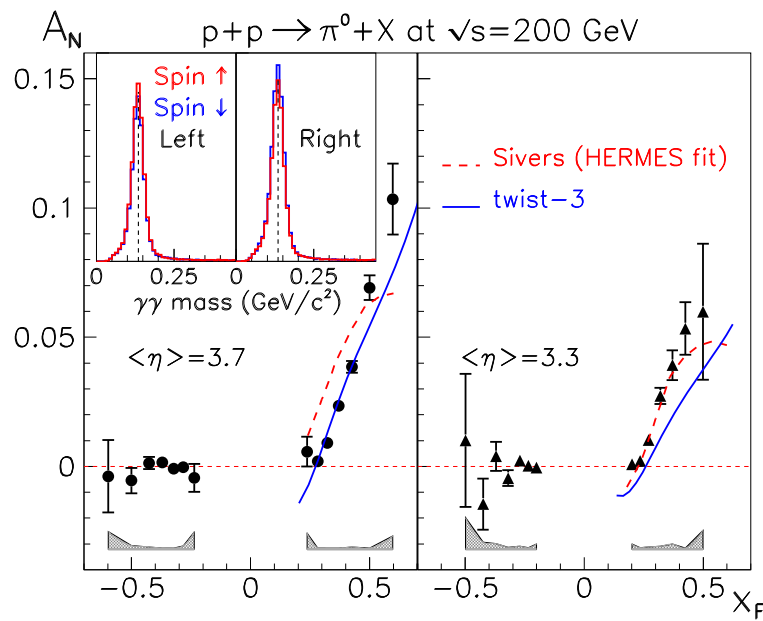 A_N
p+p → π⁰+X at √s=200 GeV
0.15
0.1
0.05
0
Spin ↑
Spin ↓
Left
Right
0 0.25 0 0.25
γγ mass (GeV/c²)
Sivers (HERMES fit)
twist−3
<η>=3.7
<η>=3.3
−0.5 0 0.5 −0.5 0 0.5
x_F